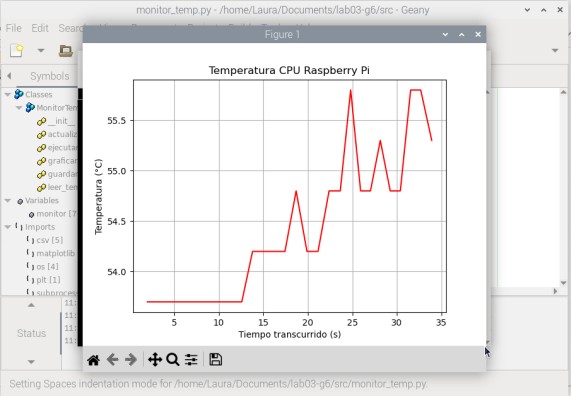 monitor_temp.py - /home/Laura/Documents/lab03-g6/src - Geany
File Edit
Figure 1
Symbols
Classes
MonitorTem
__init__
actualiz
ejecuta
grafica
guarda
leer_te
Variables
monitor [7
Imports
csv [5]
matplotlib
os [4]
plt [1]
subproces
Status
11:
11:
11:
Temperatura CPU Raspberry Pi
Temperatura (°C)
55.5
55.0
54.5
54.0
5 10 15 20 25 30 35
Tiempo transcurrido (s)
Setting Spaces indentation mode for /home/Laura/Documents/lab03-g6/src/monitor_temp.py.